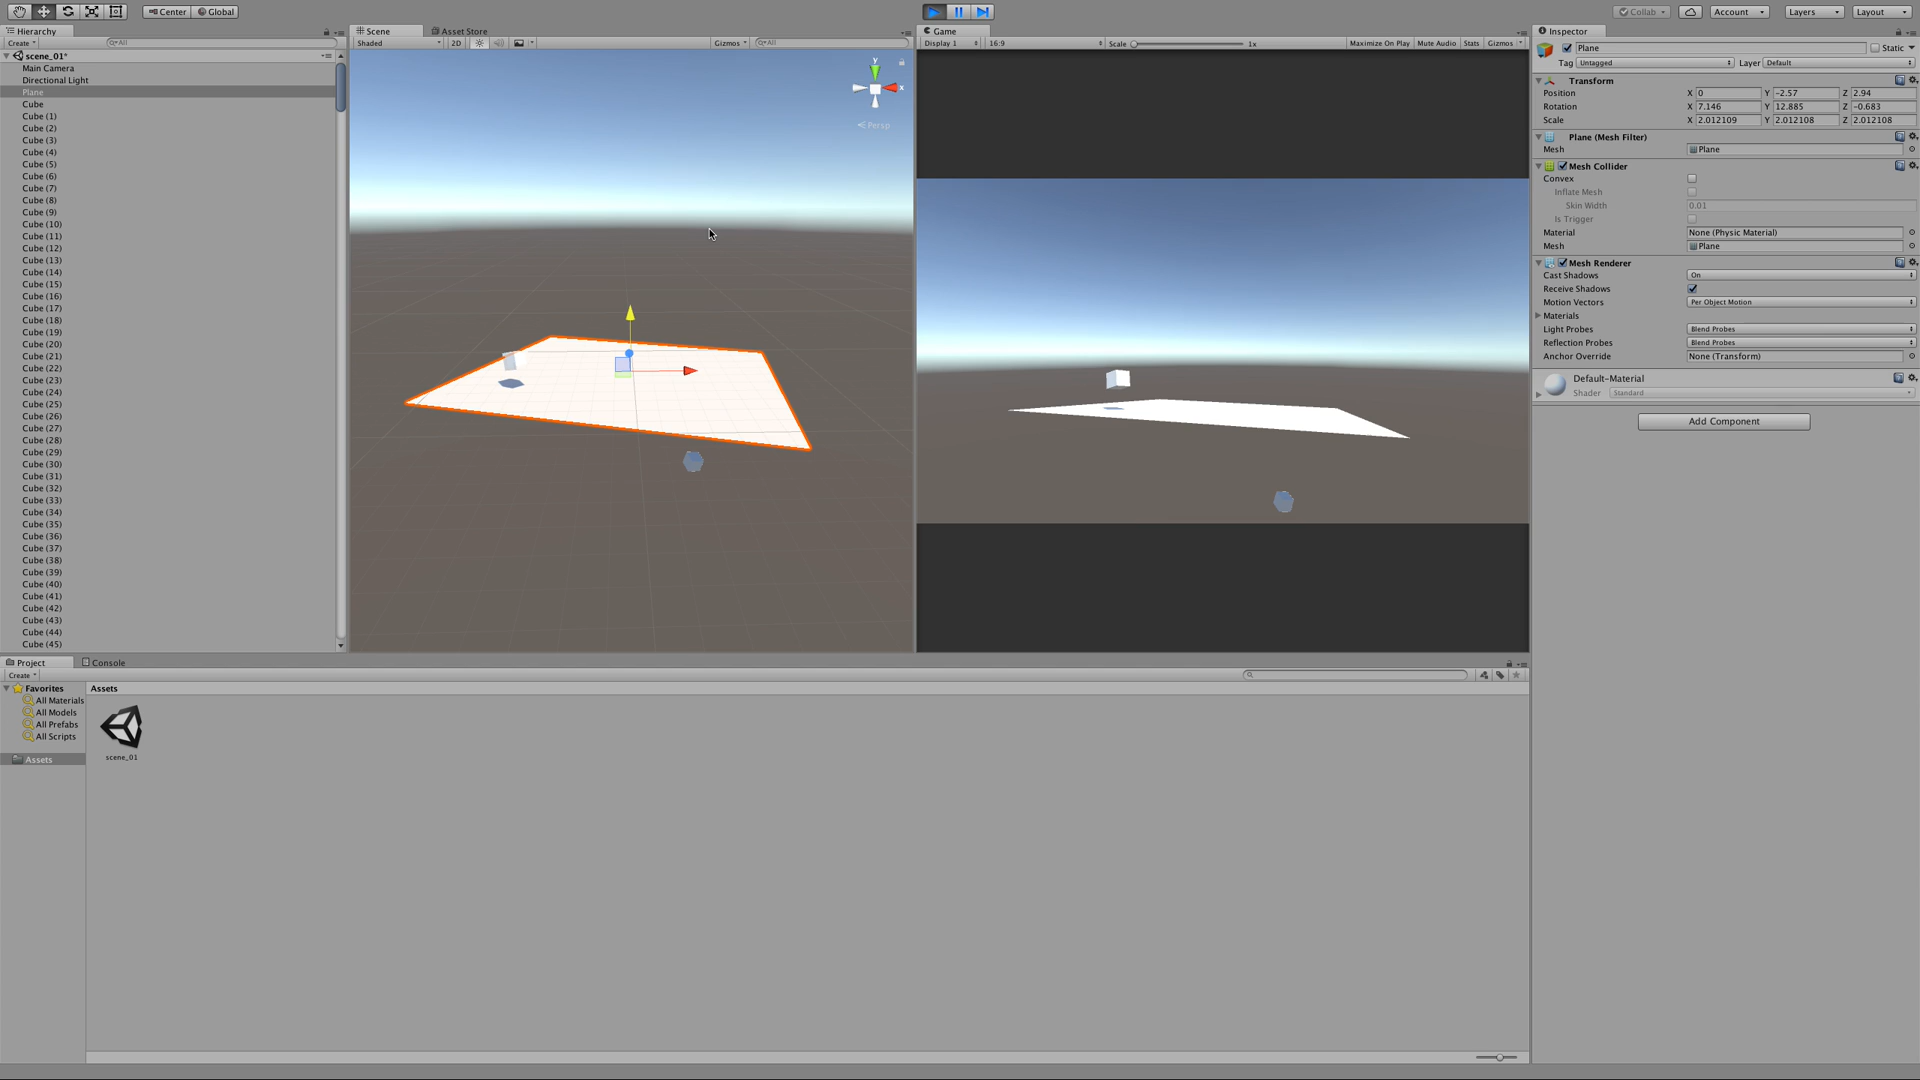 Center Global
Collab Account Layers Layout
Hierarchy
Create All
scene_01*
Main Camera
Directional Light
Plane
Cube
Cube (1)
Cube (2)
Cube (3)
Cube (4)
Cube (5)
Cube (6)
Cube (7)
Cube (8)
Cube (9)
Cube (10)
Cube (11)
Cube (12)
Cube (13)
Cube (14)
Cube (15)
Cube (16)
Cube (17)
Cube (18)
Cube (19)
Cube (20)
Cube (21)
Cube (22)
Cube (23)
Cube (24)
Cube (25)
Cube (26)
Cube (27)
Cube (28)
Cube (29)
Cube (30)
Cube (31)
Cube (32)
Cube (33)
Cube (34)
Cube (35)
Cube (36)
Cube (37)
Cube (38)
Cube (39)
Cube (40)
Cube (41)
Cube (42)
Cube (43)
Cube (44)
Cube (45)
Scene Asset Store
Shaded 2D Gizmos All
y
x
Persp
Game
Display 1 16:9 Scale 1x Maximize On Play Mute Audio Stats Gizmos
Inspector
Plane Static
Tag Untagged Layer Default
Transform
Position X 0 Y -2.57 Z 2.94
Rotation X 7.146 Y 12.885 Z -0.683
Scale X 2.012109 Y 2.012108 Z 2.012108
Plane (Mesh Filter)
Mesh Plane
Mesh Collider
Convex
Inflate Mesh
Skin Width 0.01
Is Trigger
Material None (Physic Material)
Mesh Plane
Mesh Renderer
Cast Shadows On
Receive Shadows
Motion Vectors Per Object Motion
Materials
Light Probes Blend Probes
Reflection Probes Blend Probes
Anchor Override None (Transform)
Default-Material
Shader Standard
Add Component
Project Console
Create
Favorites
All Materials
All Models
All Prefabs
All Scripts
Assets
Assets
scene_01